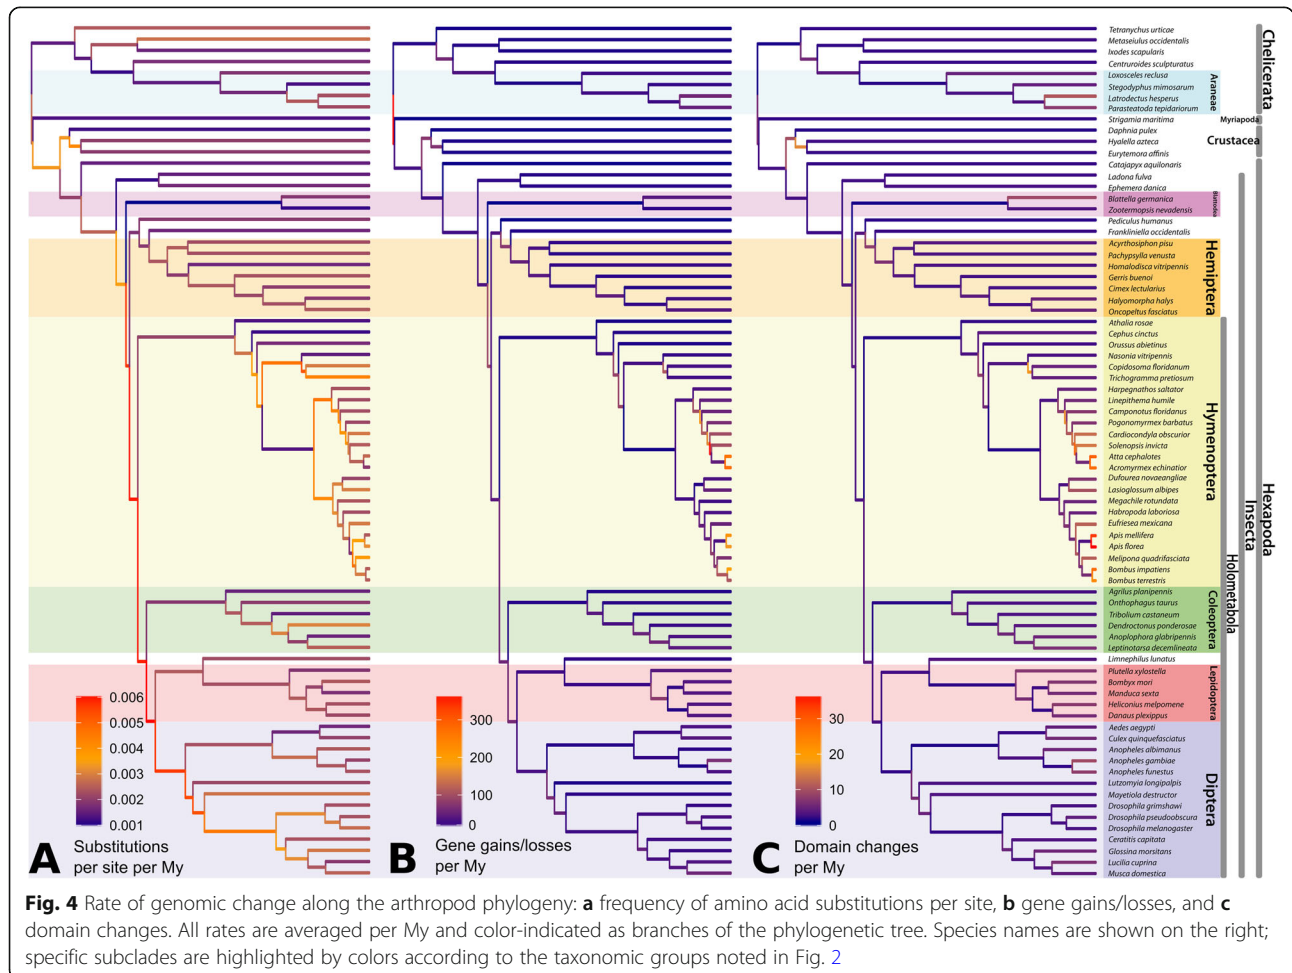 Tetranychus urticae
Metaseiulus occidentalis
Ixodes scapularis
Centruroides sculpturatus
Loxosceles reclusa
Stegodyphus mimosarum
Latrodectus hesperus
Parasteatoda tepidariorum
Strigamia maritima
Daphnia pulex
Hyalella azteca
Eurytemora affinis
Catajapyx aquilonaris
Ladona fulva
Ephemera danica
Blattella germanica
Zootermopsis nevadensis
Pediculus humanus
Frankliniella occidentalis
Acyrthosiphon pisu
Pachypsylla venusta
Homalodisca vitripennis
Gerris buenoi
Cimex lectularius
Halyomorpha halys
Oncopeltus fasciatus
Athalia rosae
Cephus cinctus
Orussus abietinus
Nasonia vitripennis
Copidosoma floridanum
Trichogramma pretiosum
Harpegnathos saltator
Linepithema humile
Camponotus floridanus
Pogonomyrmex barbatus
Cardiocondyla obscurior
Solenopsis invicta
Atta cephalotes
Acromyrmex echinatior
Dufourea novaeangliae
Lasioglossum albipes
Megachile rotundata
Habropoda laboriosa
Eufriesea mexicana
Apis mellifera
Apis florea
Melipona quadrifasciata
Bombus impatiens
Bombus terrestris
Agrilus planipennis
Onthophagus taurus
Tribolium castaneum
Dendroctonus ponderosae
Anoplophora glabripennis
Leptinotarsa decemlineata
Limnephilus lunatus
Plutella xylostella
Bombyx mori
Manduca sexta
Heliconius melpomene
Danaus plexippus
Aedes aegypti
Culex quinquefasciatus
Anopheles albimanus
Anopheles gambiae
Anopheles funestus
Lutzomyia longipalpis
Mayetiola destructor
Drosophila grimshawi
Drosophila pseudoobscura
Drosophila melanogaster
Ceratitis capitata
Glossina morsitans
Lucilia cuprina
Musca domestica
Araneae
Chelicerata
Myriapoda
Crustacea
Blattodea
Hemiptera
Hymenoptera
Coleoptera
Lepidoptera
Diptera
Holometabola
Insecta
Hexapoda
0.006
0.005
0.004
0.003
0.002
0.001
A
Substitutions
per site per My
300
200
100
0
B
Gene gains/losses
per My
30
20
10
0
C
Domain changes
per My
Fig. 4 Rate of genomic change along the arthropod phylogeny: a frequency of amino acid substitutions per site, b gene gains/losses, and c
domain changes. All rates are averaged per My and color-indicated as branches of the phylogenetic tree. Species names are shown on the right;
specific subclades are highlighted by colors according to the taxonomic groups noted in Fig. 2